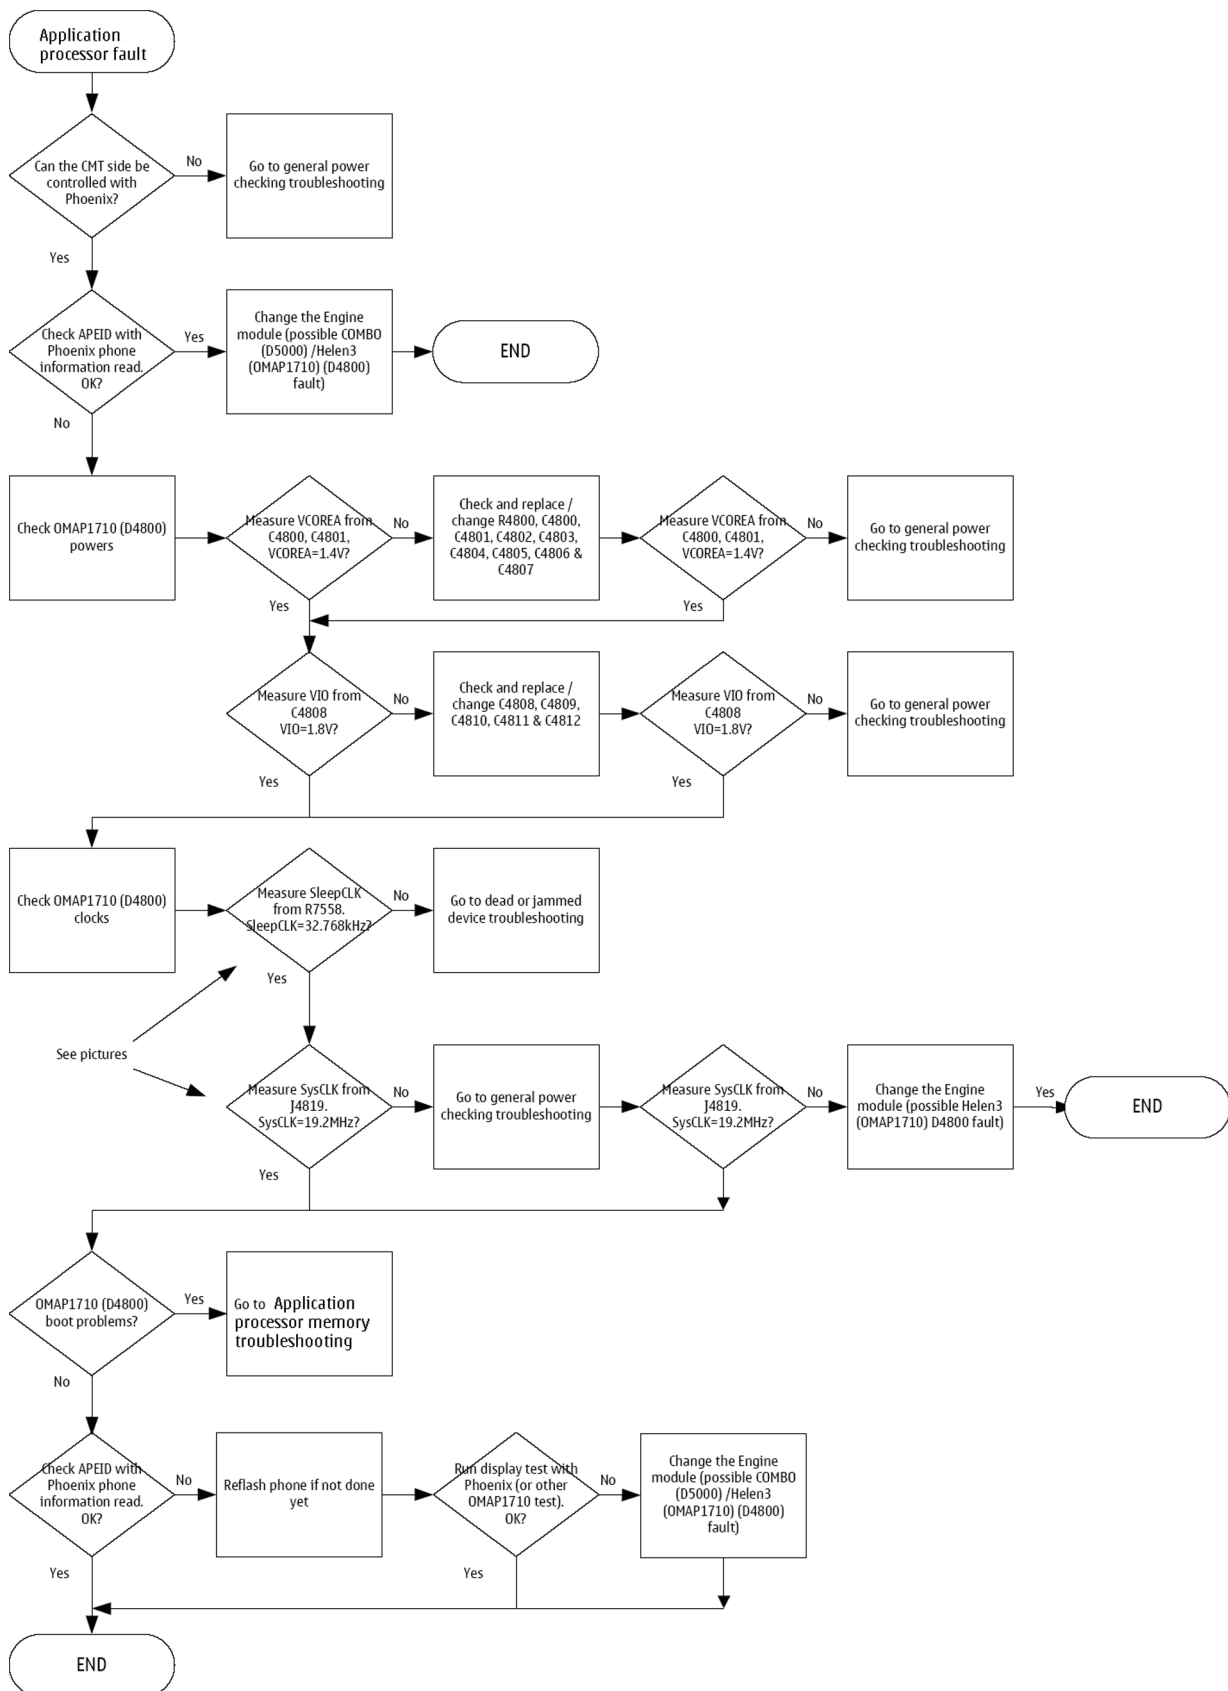 Application
processor fault
Can the CMT side be
controlled with
Phoenix?
No
Go to general power
checking troubleshooting
Yes
Check APEID with
Phoenix phone
information read.
OK?
Yes
Change the Engine
module (possible COMBO
(D5000) /Helen3
(OMAP1710) (D4800)
fault)
END
No
Check OMAP1710 (D4800)
powers
Measure VCOREA from
C4800, C4801,
VCOREA=1.4V?
No
Check and replace /
change R4800, C4800,
C4801, C4802, C4803,
C4804, C4805, C4806 &
C4807
Measure VCOREA from
C4800, C4801,
VCOREA=1.4V?
No
Go to general power
checking troubleshooting
Yes
Yes
Measure VIO from
C4808
VIO=1.8V?
No
Check and replace /
change C4808, C4809,
C4810, C4811 & C4812
Measure VIO from
C4808
VIO=1.8V?
No
Go to general power
checking troubleshooting
Yes
Yes
Check OMAP1710 (D4800)
clocks
Measure SleepCLK
from R7558.
SleepCLK=32.768kHz?
No
Go to dead or jammed
device troubleshooting
Yes
See pictures
Measure SysCLK from
J4819.
SysCLK=19.2MHz?
No
Go to general power
checking troubleshooting
Measure SysCLK from
J4819.
SysCLK=19.2MHz?
No
Change the Engine
module (possible Helen3
(OMAP1710) D4800 fault)
Yes
END
Yes
OMAP1710 (D4800)
boot problems?
Yes
Go to Application
processor memory
troubleshooting
No
Check APEID with
Phoenix phone
information read.
OK?
No
Reflash phone if not done
yet
Run display test with
Phoenix (or other
OMAP1710 test).
OK?
No
Change the Engine
module (possible COMBO
(D5000) /Helen3
(OMAP1710) (D4800)
fault)
Yes
Yes
END